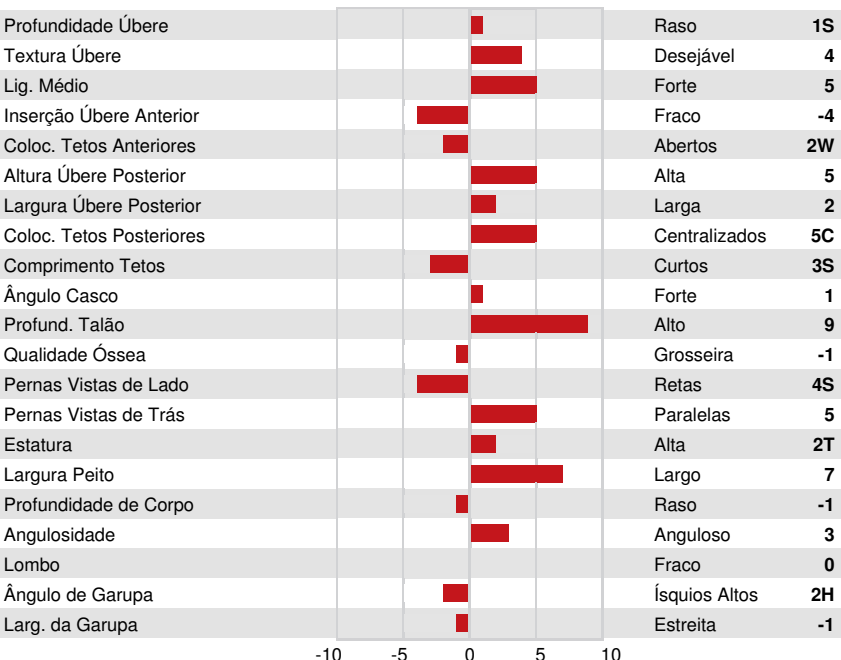 Profundidade Úbere Raso 1S
Textura Úbere Desejável 4
Lig. Médio Forte 5
Inserção Úbere Anterior Fraco -4
Coloc. Tetos Anteriores Abertos 2W
Altura Úbere Posterior Alta 5
Largura Úbere Posterior Larga 2
Coloc. Tetos Posteriores Centralizados 5C
Comprimento Tetos Curtos 3S
Ângulo Casco Forte 1
Profund. Talão Alto 9
Qualidade Óssea Grosseira -1
Pernas Vistas de Lado Retas 4S
Pernas Vistas de Trás Paralelas 5
Estatura Alta 2T
Largura Peito Largo 7
Profundidade de Corpo Raso -1
Angulosidade Anguloso 3
Lombo Fraco 0
Ângulo de Garupa Ísquios Altos 2H
Larg. da Garupa Estreita -1
-10 -5 0 5 10